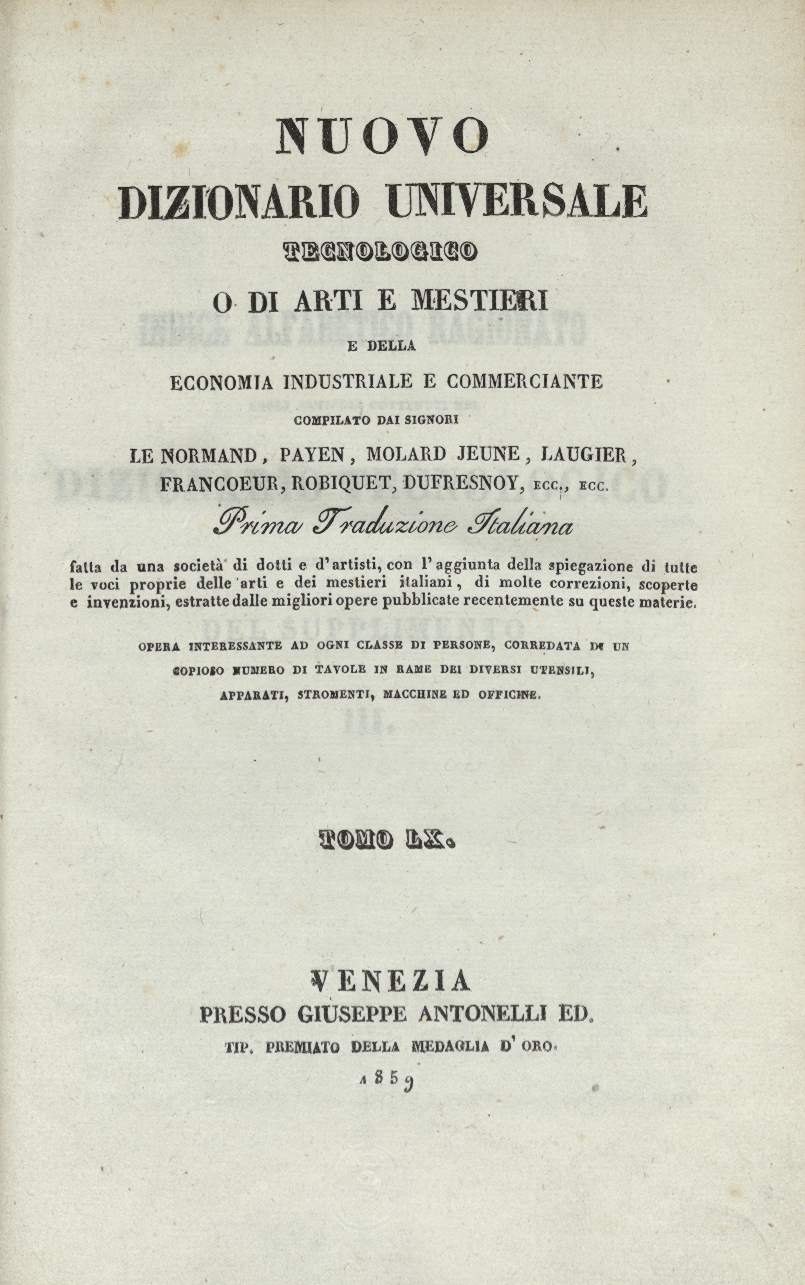 NUOVO
DIZIONARIO UNIVERSALE
TECNOLOGICO
O DI ARTI E MESTIERI
E DELLA
ECONOMIA INDUSTRIALE E COMMERCIANTE
COMPILATO DAI SIGNORI
LE NORMAND, PAYEN, MOLARD JEUNE, LAUGIER,
FRANCOEUR, ROBIQUET, DUFRESNOY, ECC., ECC.
Prima Traduzione Italiana
fatta da una società di dotti e d'artisti, con l'aggiunta della spiegazione di tutte
le voci proprie delle arti e dei mestieri italiani, di molte correzioni, scoperte
e invenzioni, estratte dalle migliori opere pubblicate recentemente su queste materie.
OPERA INTERESSANTE AD OGNI CLASSE DI PERSONE, CORREDATA DI UN
COPIOSO NUMERO DI TAVOLE IN RAME DEI DIVERSI UTENSILI,
APPARATI, STROMENTI, MACCHINE ED OFFICINE.
TOMO LX.
VENEZIA
PRESSO GIUSEPPE ANTONELLI ED.
TIP. PREMIATO DELLA MEDAGLIA D'ORO.
1859